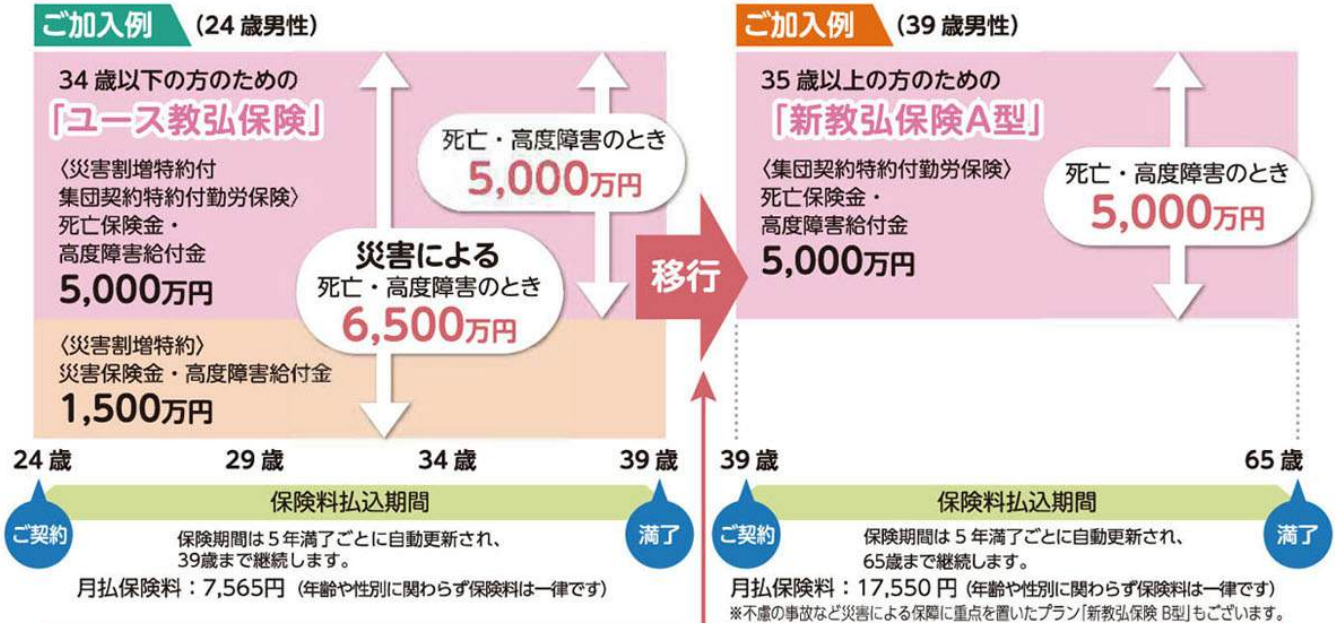 ご加入例 (24歳男性)
34歳以下の方のための
「ユース教弘保険」
〈災害割増特約付
集団契約特約付勤労保険〉
死亡保険金・
高度障害給付金
5,000万円
死亡・高度障害のとき
5,000万円
災害による
死亡・高度障害のとき
6,500万円
〈災害割増特約〉
災害保険金・高度障害給付金
1,500万円
24歳 29歳 34歳 39歳
保険料払込期間
ご契約
満了
保険期間は5年満了ごとに自動更新され、
39歳まで継続します。
月払保険料:7,565円 (年齢や性別に関わらず保険料は一律です)
移行
ご加入例 (39歳男性)
35歳以上の方のための
「新教弘保険A型」
〈集団契約特約付勤労保険〉
死亡保険金・
高度障害給付金
5,000万円
死亡・高度障害のとき
5,000万円
39歳 65歳
保険料払込期間
ご契約
満了
保険期間は5年満了ごとに自動更新され、
65歳まで継続します。
月払保険料:17,550円 (年齢や性別に関わらず保険料は一律です)
※不慮の事故など災害による保障に重点を置いたプラン「新教弘保険 B型」もございます。